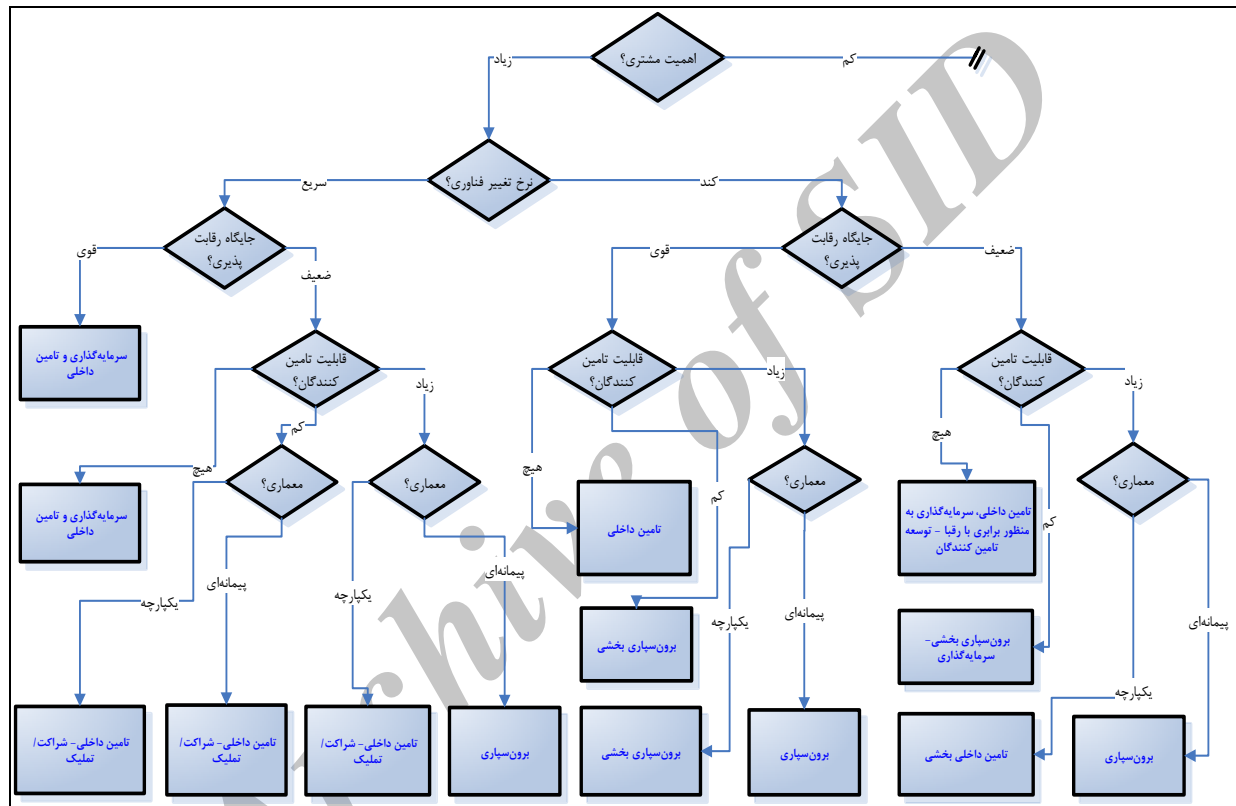 اهمیت مشتری؟
کم
زیاد
نرخ تغییر فناوری؟
سریع
کند
جایگاه رقابت
پذیری؟
قوی
ضعیف
جایگاه رقابت
پذیری؟
قوی
ضعیف
سرمایه‌گذاری و تامین
داخلی
قابلیت تامین
کنندگان؟
زیاد
کم
هیچ
قابلیت تامین
کنندگان؟
زیاد
هیچ
کم
قابلیت تامین
کنندگان؟
زیاد
هیچ
کم
سرمایه‌گذاری و تامین
داخلی
معماری؟
معماری؟
یکپارچه
پیمانه‌ای
یکپارچه
پیمانه‌ای
تامین داخلی
معماری؟
یکپارچه
پیمانه‌ای
برون‌سپاری بخشی
تامین داخلی، سرمایه‌گذاری به
منظور برابری با رقبا - توسعه
تامین کنندگان
معماری؟
یکپارچه
پیمانه‌ای
برون‌سپاری بخشی-
سرمایه‌گذاری
تامین داخلی- شراکت/
تملیک
تامین داخلی- شراکت/
تملیک
تامین داخلی- شراکت/
تملیک
برون‌سپاری
برون‌سپاری بخشی
برون‌سپاری
تامین داخلی بخشی
برون‌سپاری
Archive of SID